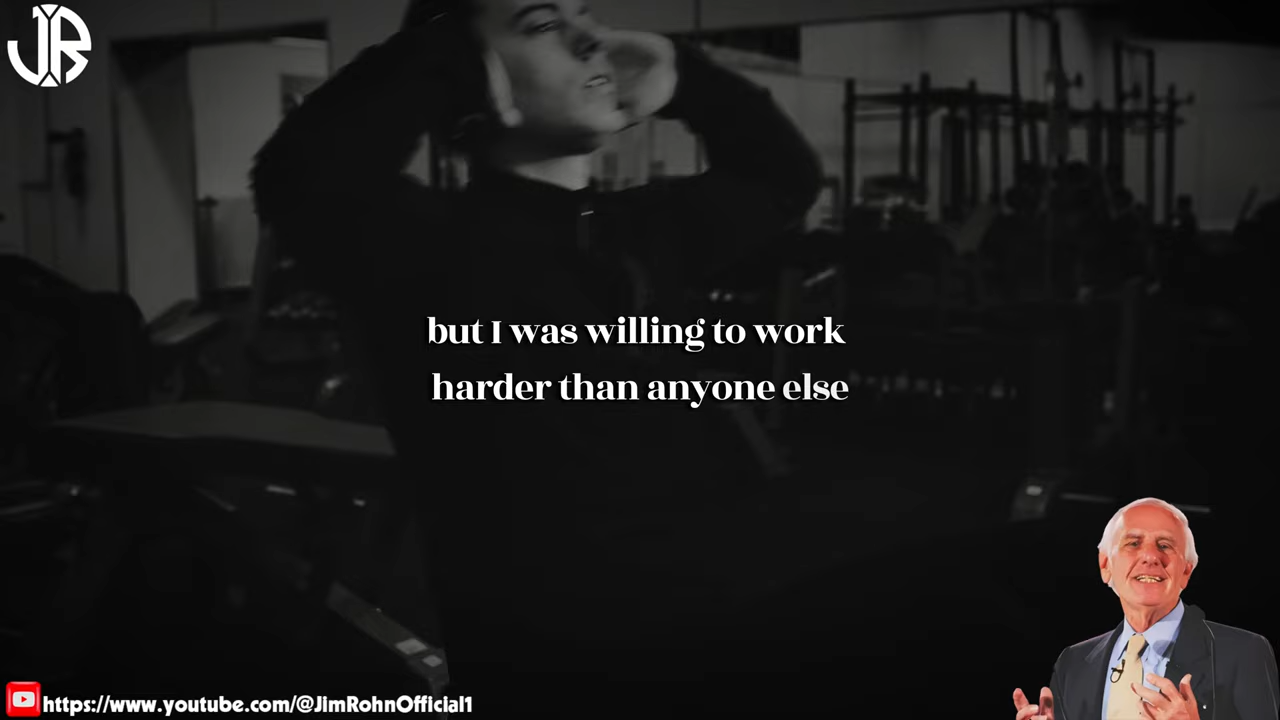 JR
but I was willing to work
harder than anyone else
https://www.youtube.com/@JimRohnOfficial1